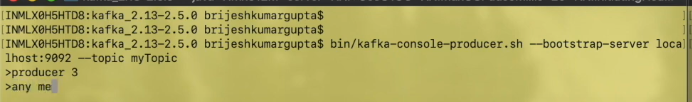 [INMLX0H5HTD8:kafka_2.13-2.5.0 brijeshkumargupta$
[INMLX0H5HTD8:kafka_2.13-2.5.0 brijeshkumargupta$
[INMLX0H5HTD8:kafka_2.13-2.5.0 brijeshkumargupta$ bin/kafka-console-producer.sh --bootstrap-server loca]
lhost:9092 --topic myTopic
>producer 3
>any me